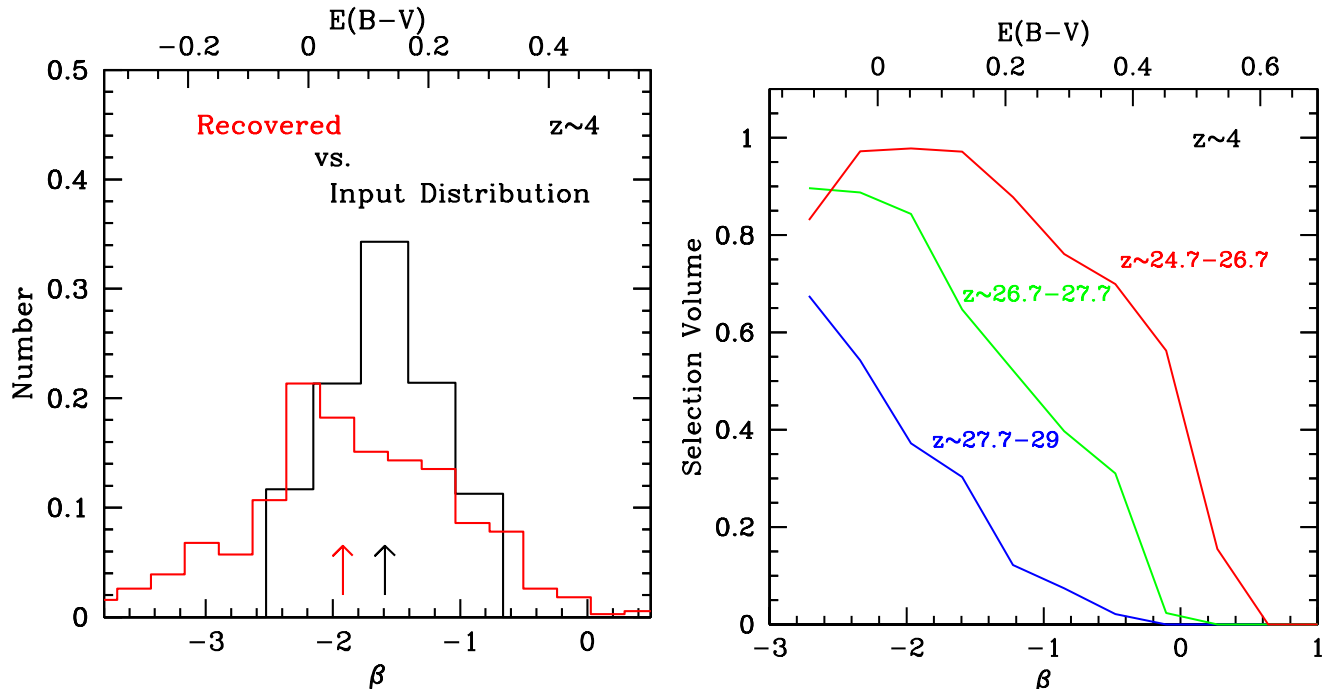 E(B−V)
−0.2 0 0.2 0.4
0.5
0.4
0.3
0.2
0.1
0
Number
Recovered
z~4
vs.
Input Distribution
−3 −2 −1 0
β
E(B−V)
0 0.2 0.4 0.6
1
0.8
0.6
0.4
0.2
0
Selection Volume
z~4
z~24.7−26.7
z~26.7−27.7
z~27.7−29
−3 −2 −1 0 1
β